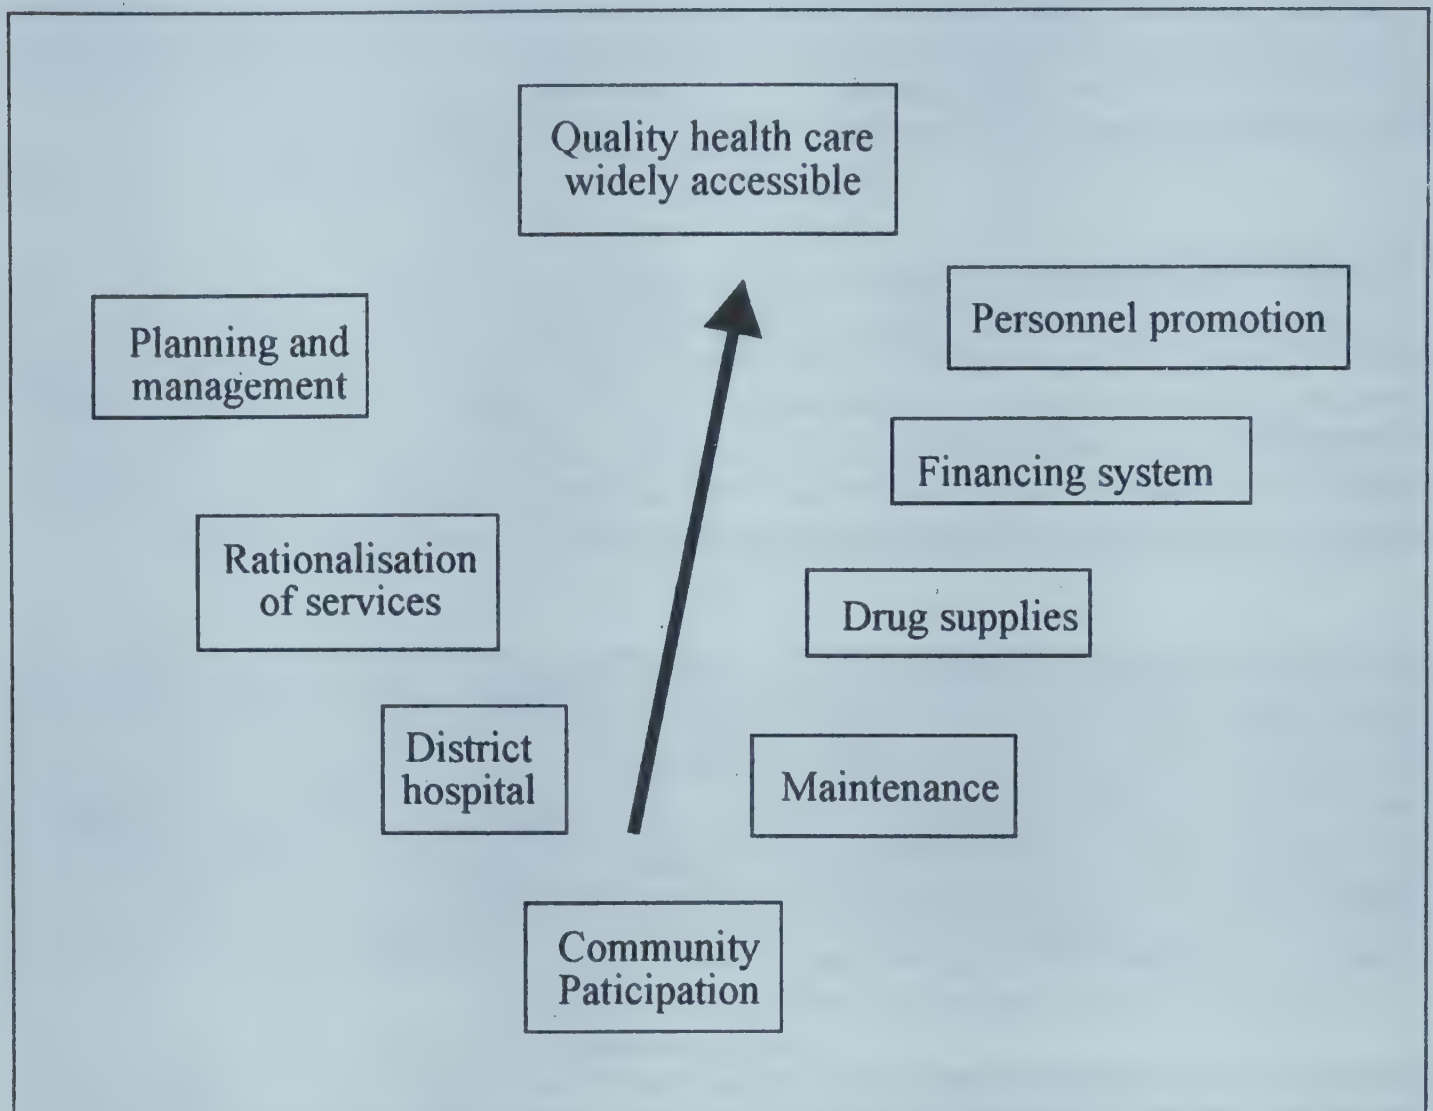 Quality health care
widely accessible
Planning and
management
Personnel promotion
Financing system
Rationalisation
of services
Drug supplies
District
hospital
Maintenance
Community
Paticipation